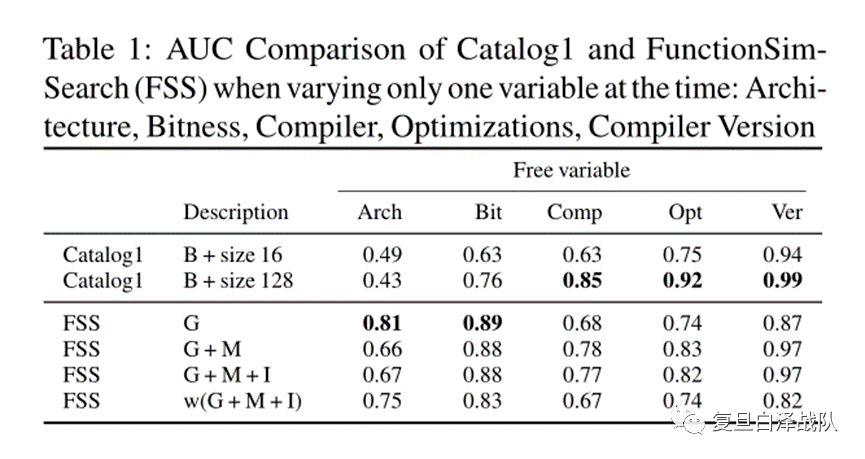 Table 1: AUC Comparison of Catalog1 and FunctionSim-
Search (FSS) when varying only one variable at the time: Archi-
tecture, Bitness, Compiler, Optimizations, Compiler Version
Free variable
Description Arch Bit Comp Opt Ver
Catalog1 B + size 16 0.49 0.63 0.63 0.75 0.94
Catalog1 B + size 128 0.43 0.76 0.85 0.92 0.99
FSS G 0.81 0.89 0.68 0.74 0.87
FSS G + M 0.66 0.88 0.78 0.83 0.97
FSS G + M + I 0.67 0.88 0.77 0.82 0.97
FSS w(G + M + I) 0.75 0.83 0.67 0.74 0.82
复旦白泽战队